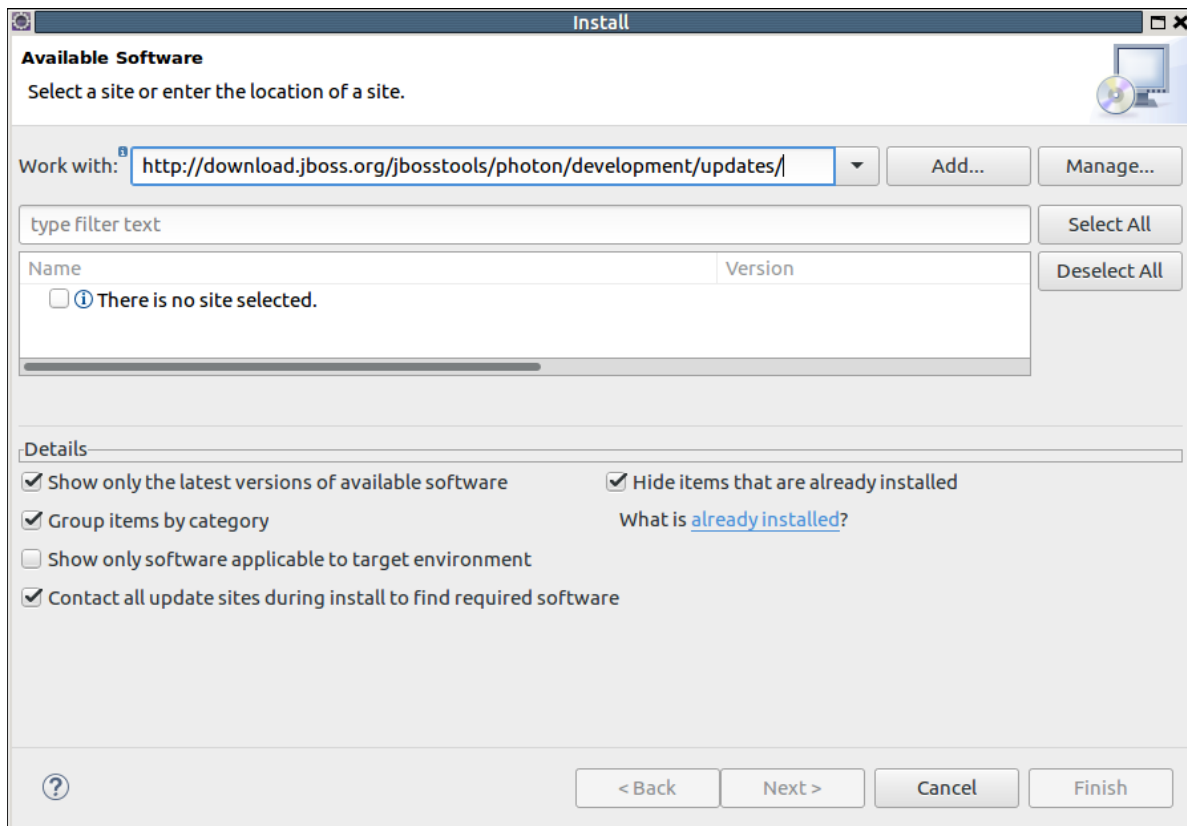 Install
Available Software
Select a site or enter the location of a site.
Work with: http://download.jboss.org/jbosstools/photon/development/updates/ Add... Manage...
type filter text Select All
Name Version Deselect All
There is no site selected.
Details
Show only the latest versions of available software Hide items that are already installed
Group items by category What is already installed?
Show only software applicable to target environment
Contact all update sites during install to find required software
? < Back Next > Cancel Finish